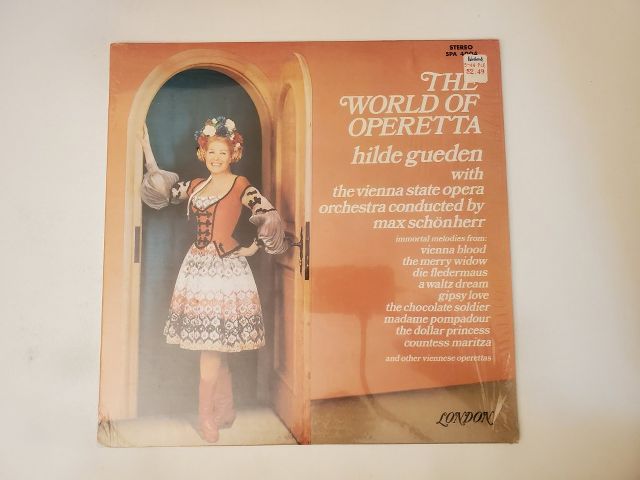 STEREO
SPA 4004
$2.49
THE
WORLD OF
OPERETTA
hilde gueden
with
the vienna state opera
orchestra conducted by
max schönherr
immortal melodies from:
vienna blood
the merry widow
die fledermaus
a waltz dream
gipsy love
the chocolate soldier
madame pompadour
the dollar princess
countess maritza
and other viennese operettas
LONDON